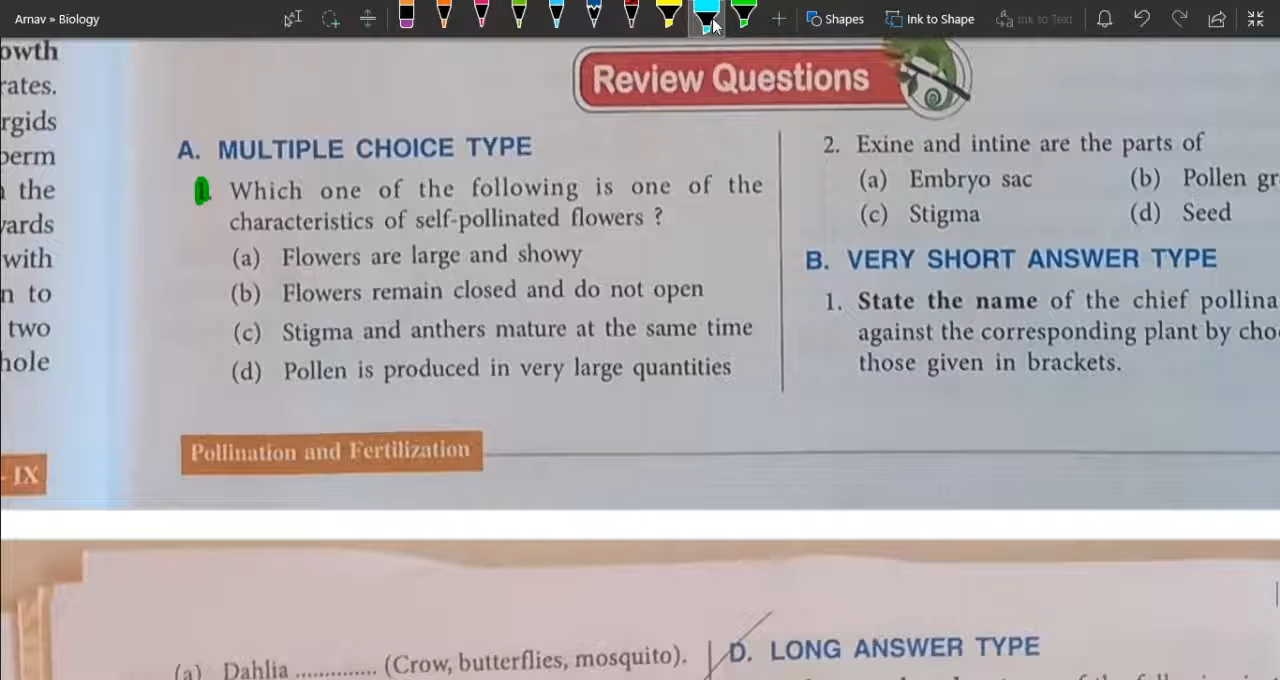 Arnav » Biology
Shapes
Ink to Shape
Ink to Text
owth
rates.
rgids
perm
the
vards
with
n to
two
hole
- IX
Review Questions
A. MULTIPLE CHOICE TYPE
1. Which one of the following is one of the
characteristics of self-pollinated flowers ?
(a) Flowers are large and showy
(b) Flowers remain closed and do not open
(c) Stigma and anthers mature at the same time
(d) Pollen is produced in very large quantities
2. Exine and intine are the parts of
(a) Embryo sac (b) Pollen gr
(c) Stigma (d) Seed
B. VERY SHORT ANSWER TYPE
1. State the name of the chief pollina
against the corresponding plant by cho
those given in brackets.
Pollination and Fertilization
(a) Dahlia ............. (Crow, butterflies, mosquito).
D. LONG ANSWER TYPE